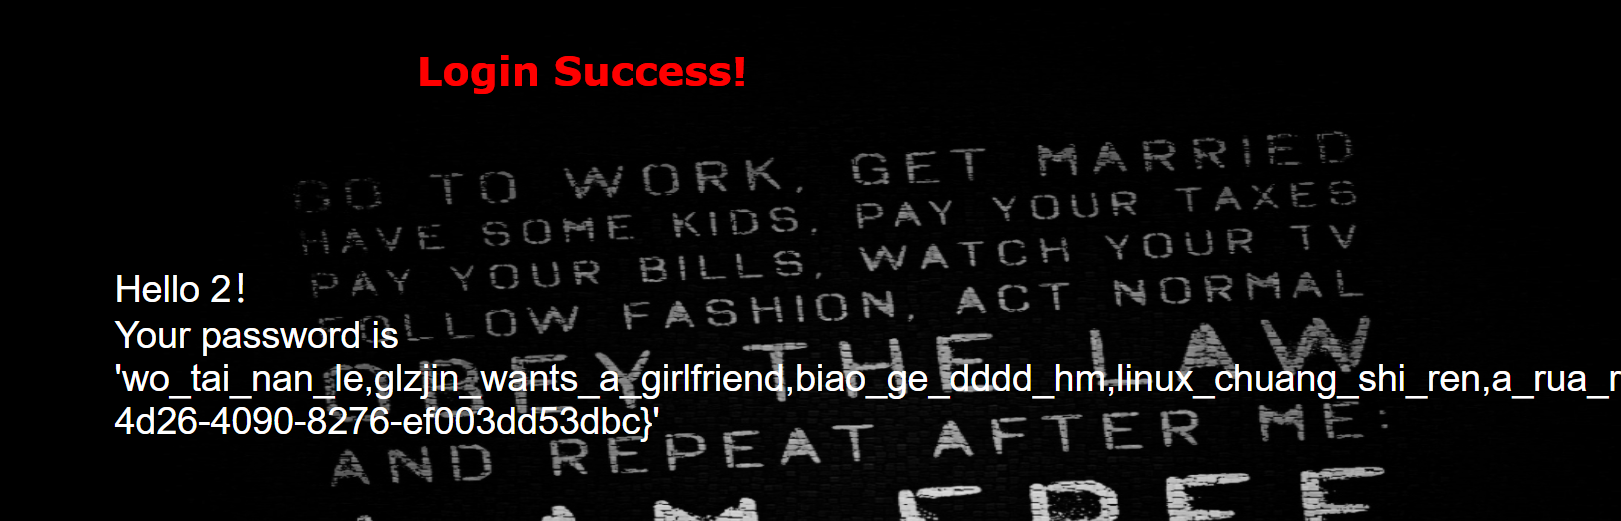 Login Success!
GO TO WORK, GET MARRIED
HAVE SOME KIDS, PAY YOUR TAXES
PAY YOUR BILLS, WATCH YOUR TV
FOLLOW FASHION, ACT NORMAL
OBEY THE LAW
AND REPEAT AFTER ME:
I AM FREE
Hello 2!
Your password is
'wo_tai_nan_le,glzjin_wants_a_girlfriend,biao_ge_dddd_hm,linux_chuang_shi_ren,a_rua_r
4d26-4090-8276-ef003dd53dbc}'